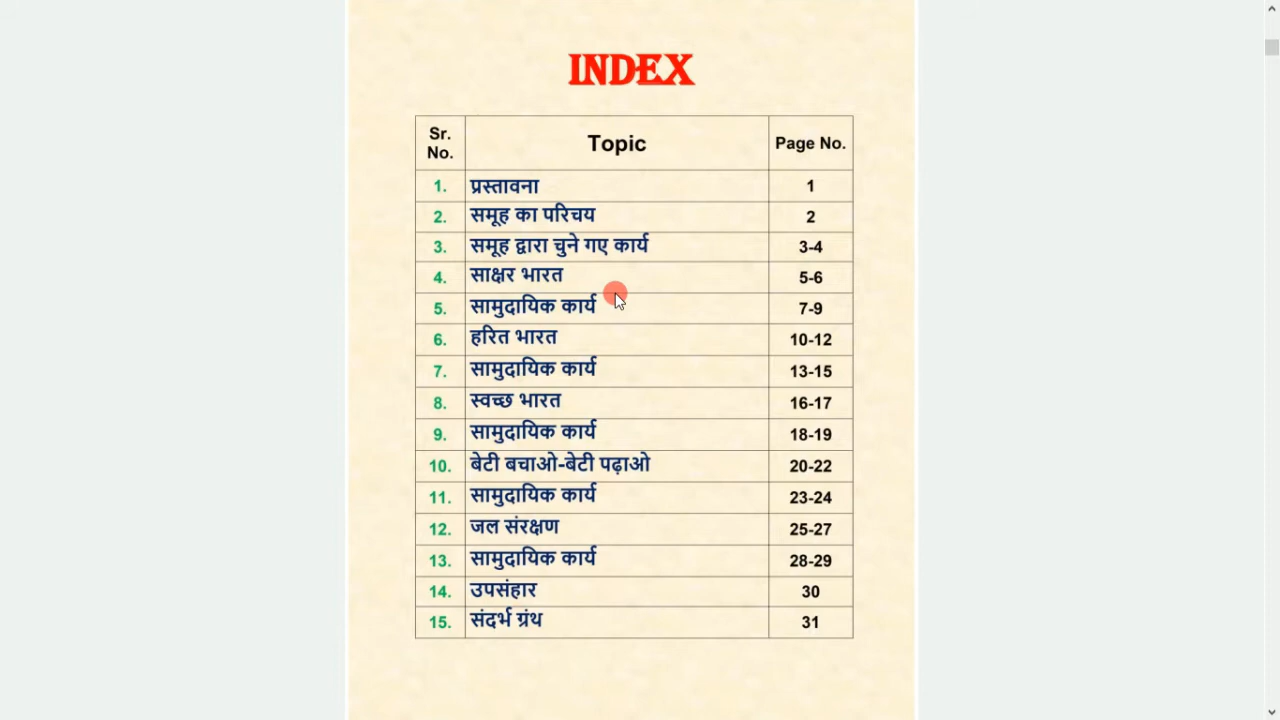 INDEX
Sr. No. Topic Page No.
1. प्रस्तावना 1
2. समूह का परिचय 2
3. समूह द्वारा चुने गए कार्य 3-4
4. साक्षर भारत 5-6
5. सामुदायिक कार्य 7-9
6. हरित भारत 10-12
7. सामुदायिक कार्य 13-15
8. स्वच्छ भारत 16-17
9. सामुदायिक कार्य 18-19
10. बेटी बचाओ-बेटी पढ़ाओ 20-22
11. सामुदायिक कार्य 23-24
12. जल संरक्षण 25-27
13. सामुदायिक कार्य 28-29
14. उपसंहार 30
15. संदर्भ ग्रंथ 31